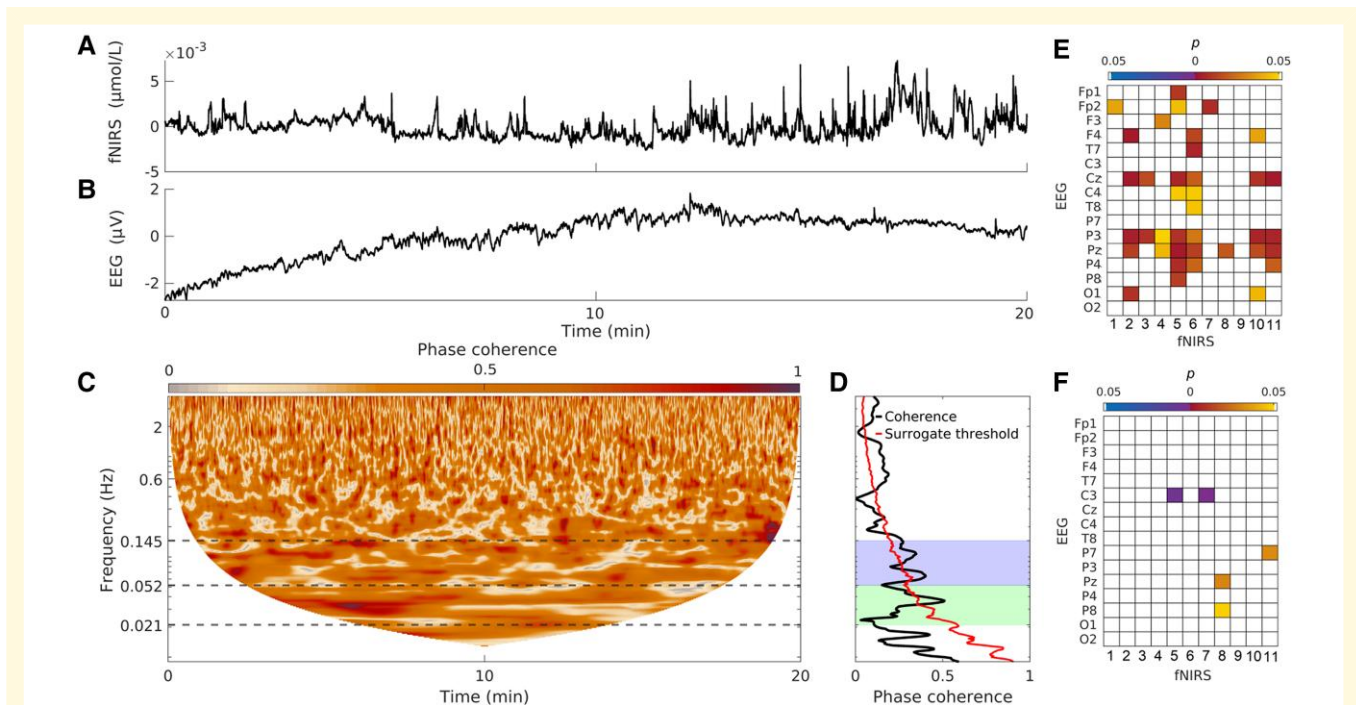 A
×10⁻³
fNIRS (µmol/L)
5
0
-5
B
EEG (µV)
2
0
-2
0
10
20
Time (min)
Phase coherence
0
0.5
1
C
Frequency (Hz)
2
0.6
0.145
0.052
0.021
0
10
20
Time (min)
D
Coherence
Surrogate threshold
0
0.5
1
Phase coherence
E
p
0.05
0
0.05
EEG
Fp1
Fp2
F3
F4
T7
C3
Cz
C4
T8
P7
P3
Pz
P4
P8
O1
O2
1 2 3 4 5 6 7 8 9 10 11
fNIRS
F
p
0.05
0
0.05
EEG
Fp1
Fp2
F3
F4
T7
C3
Cz
C4
T8
P7
P3
Pz
P4
P8
O1
O2
1 2 3 4 5 6 7 8 9 10 11
fNIRS